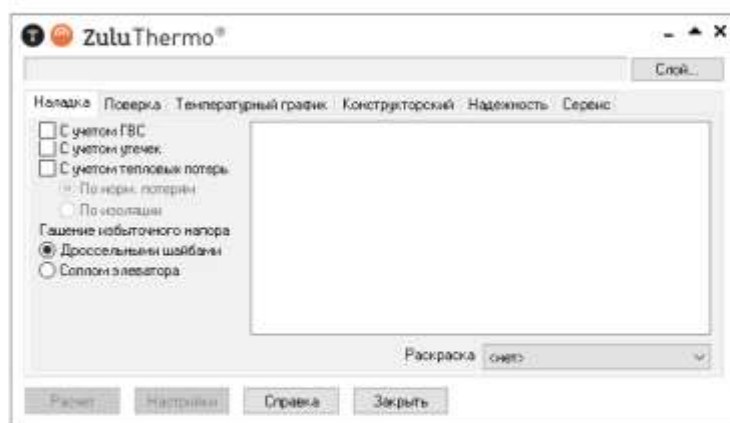 ZuluThermo®
Слой...
Наладка Поверка Температурный график Конструкторский Надежность Сервис
С учетом ГВС
С учетом утечек
С учетом тепловых потерь
По норм. потерям
По изоляции
Гашение избыточного напора
Дроссельными шайбами
Соплом элеватора
Раскраска <нет>
Расчет Настройки Справка Закрыть